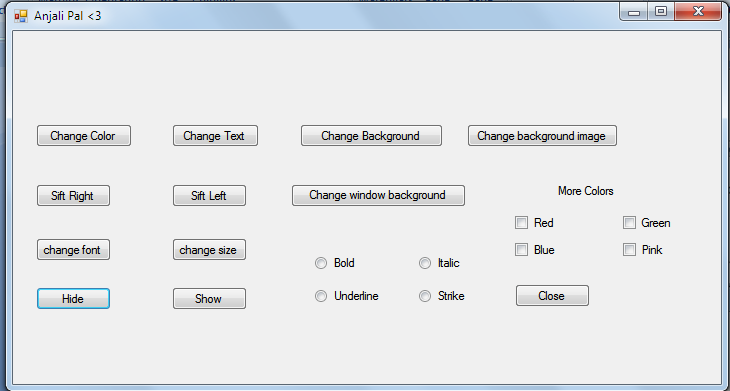 Anjali Pal <3
Change Color
Change Text
Change Background
Change background image
Sift Right
Sift Left
Change window background
More Colors
Red
Green
change font
change size
Blue
Pink
Bold
Italic
Hide
Show
Underline
Strike
Close